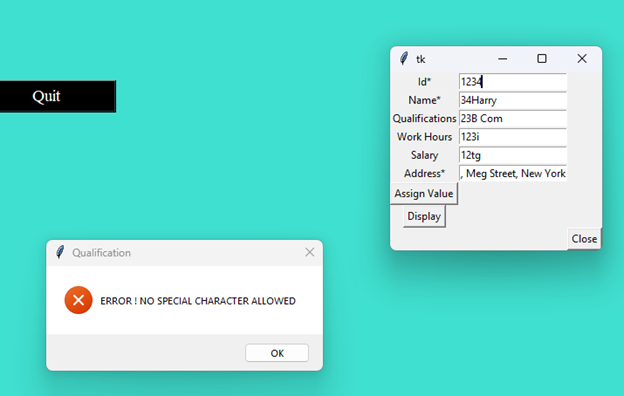 Quit
tk
Id* 1234
Name* 34Harry
Qualifications 23B Com
Work Hours 123i
Salary 12tg
Address* , Meg Street, New York
Assign Value
Display
Close
Qualification
ERROR ! NO SPECIAL CHARACTER ALLOWED
OK